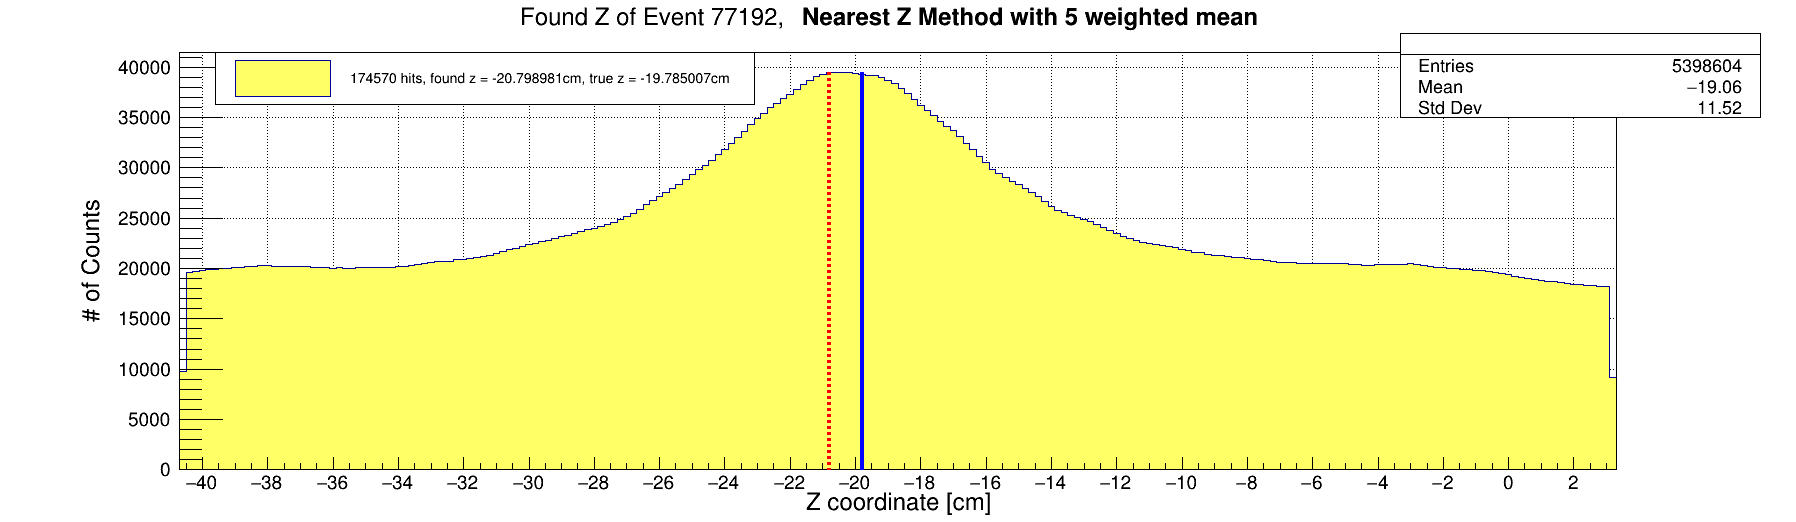 Found Z of Event 77192, Nearest Z Method with 5 weighted mean
174570 hits, found z = -20.798981cm, true z = -19.785007cm
Entries 5398604
Mean −19.06
Std Dev 11.52
# of Counts
40000
35000
30000
25000
20000
15000
10000
5000
0
−40 −38 −36 −34 −32 −30 −28 −26 −24 −22 −20 −18 −16 −14 −12 −10 −8 −6 −4 −2 0 2
Z coordinate [cm]